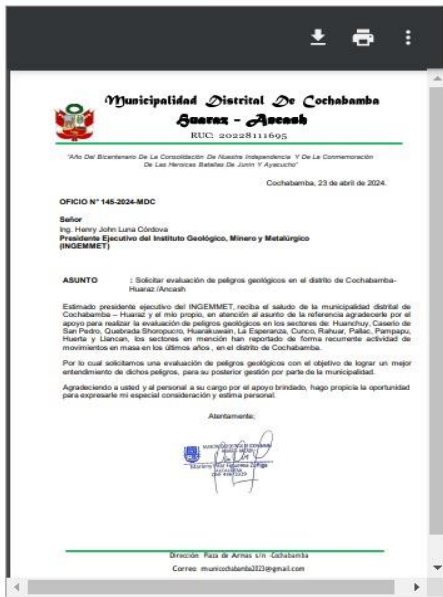 Municipalidad Distrital De Cochabamba
Huaraz - Ancash
RUC: 20228111695
"Año Del Bicentenario De La Consolidación De Nuestra Independencia Y De La Conmemoración
De Las Heroicas Batallas De Junín Y Ayacucho"
Cochabamba, 23 de abril de 2024.
OFICIO N° 145-2024-MDC
Señor
Ing. Henry John Luna Córdova
Presidente Ejecutivo del Instituto Geológico, Minero y Metalúrgico
(INGEMMET)
ASUNTO : Solicitar evaluación de peligros geológicos en el distrito de Cochabamba-
Huaraz /Ancash
Estimado presidente ejecutivo del INGEMMET, reciba el saludo de la municipalidad distrital de
Cochabamba – Huaraz y el mío propio, en atención al asunto de la referencia agradecerle por el
apoyo para realizar la evaluación de peligros geológicos en los sectores de: Huanchuy, Caserío de
San Pedro, Quebrada Shoropucro, Huarakuwain, La Esperanza, Cunco, Rahuar, Pallac, Pampapu,
Huerta y Llancan, los sectores en mención han reportado de forma recurrente actividad de
movimientos en masa en los últimos años , en el distrito de Cochabamba.
Por lo cual solicitamos una evaluación de peligros geológicos con el objetivo de lograr un mejor
entendimiento de dichos peligros, para su posterior gestión por parte de la municipalidad.
Agradeciendo a usted y al personal a su cargo por el apoyo brindado, hago propicia la oportunidad
para expresarle mi especial consideración y estima personal.
Atentamente;
Dirección: Plaza de Armas s/n -Cochabamba
Correo: municochabamba2023@gmail.com